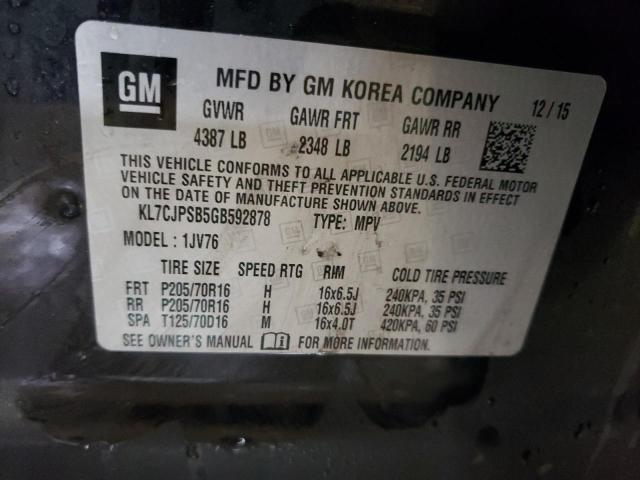 GM
MFD BY GM KOREA COMPANY 12/15
GVWR GAWR FRT GAWR RR
4387 LB 2348 LB 2194 LB
THIS VEHICLE CONFORMS TO ALL APPLICABLE U.S. FEDERAL MOTOR
VEHICLE SAFETY AND THEFT PREVENTION STANDARDS IN EFFECT
ON THE DATE OF MANUFACTURE SHOWN ABOVE.
KL7CJPSB5GB592878 TYPE: MPV
MODEL : 1JV76
TIRE SIZE SPEED RTG RIM COLD TIRE PRESSURE
FRT P205/70R16 H 16x6.5J 240KPA, 35 PSI
RR P205/70R16 H 16x6.5J 240KPA, 35 PSI
SPA T125/70D16 M 16x4.0T 420KPA, 60 PSI
SEE OWNER'S MANUAL FOR MORE INFORMATION.